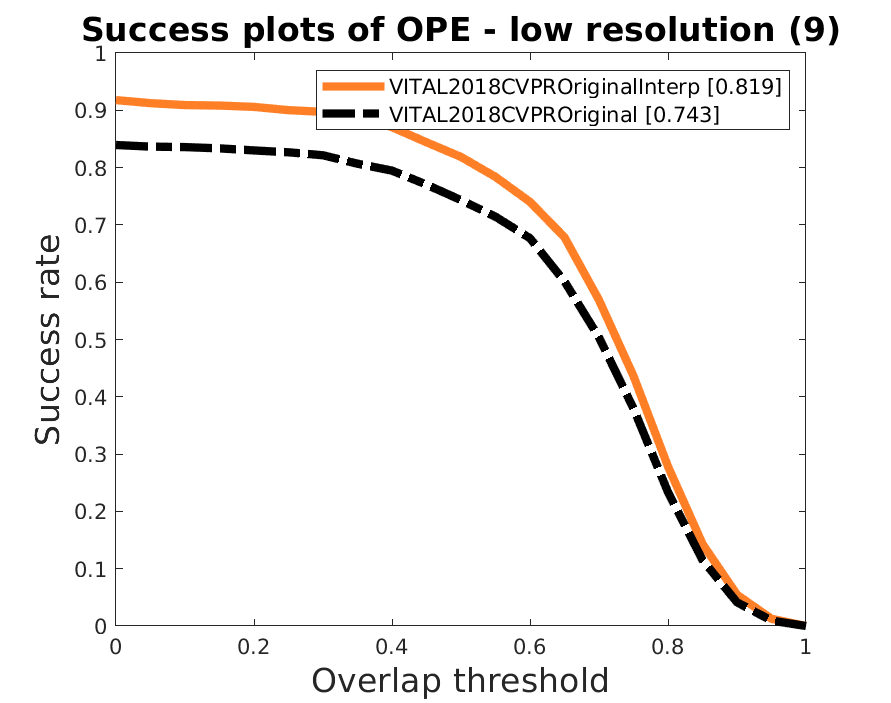 Success plots of OPE - low resolution (9)
1
0.9
0.8
0.7
0.6
0.5
0.4
0.3
0.2
0.1
0
Success rate
VITAL2018CVPROriginalInterp [0.819]
VITAL2018CVPROriginal [0.743]
0 0.2 0.4 0.6 0.8 1
Overlap threshold